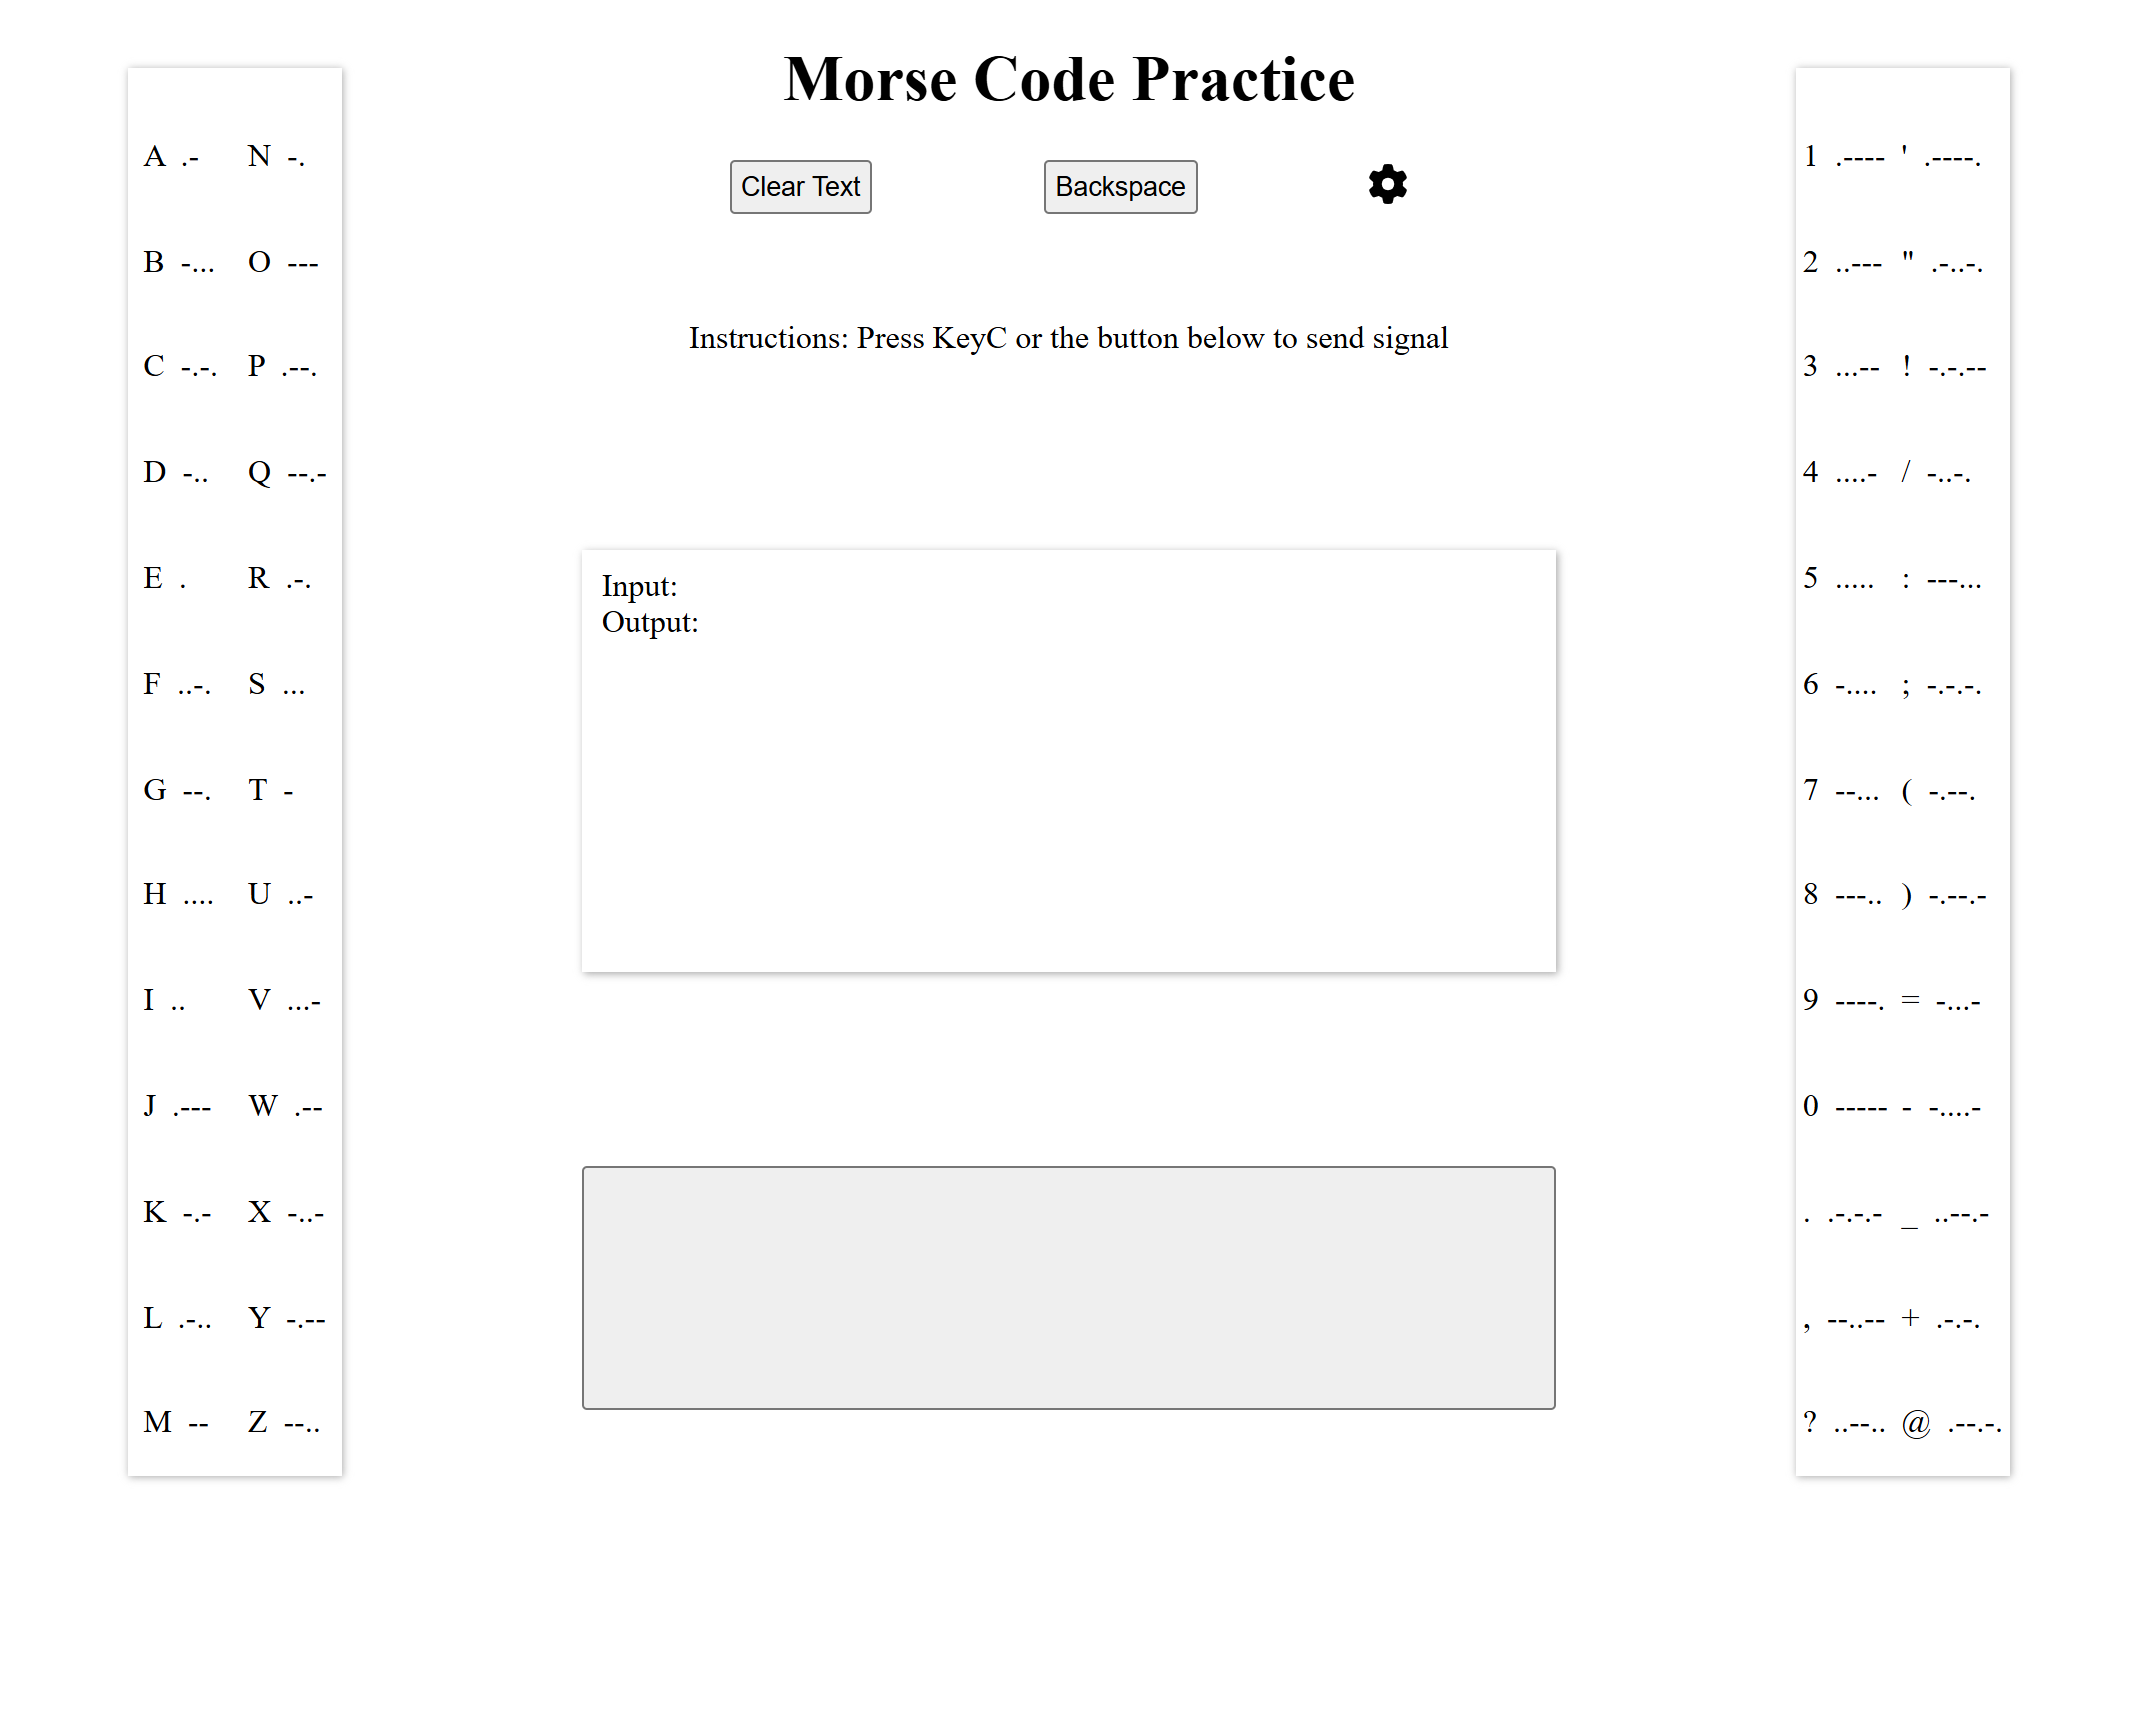 Morse Code Practice
Clear Text Backspace
Instructions: Press KeyC or the button below to send signal
Input:
Output:
A .- N -.
B -... O ---
C -.-. P .--.
D -.. Q --.-
E . R .-.
F ..-. S ...
G --. T -
H .... U ..-
I .. V ...-
J .--- W .--
K -.- X -..-
L .-.. Y -.--
M -- Z --..
1 .---- ' .----.
2 ..--- " .-..-.
3 ...-- ! -.-.--
4 ....- / -..-.
5 ..... : ---...
6 -.... ; -.-.-.
7 --... ( -.--.
8 ---.. ) -.--.-
9 ----. = -...-
0 ----- - -....-
. .-.-.- _ ..--.-
, --..-- + .-.-.
? ..--.. @ .--.-.